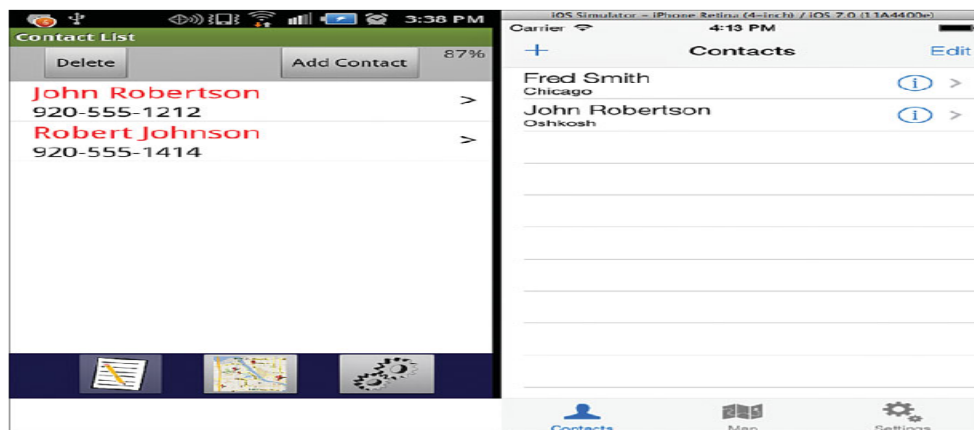 3:38 PM
Contact List
Delete
Add Contact
87%
John Robertson
>
920-555-1212
Robert Johnson
>
920-555-1414
iOS Simulator – iPhone Retina (4-inch) / iOS 7.0 (11A4400e)
Carrier
4:13 PM
+
Contacts
Edit
Fred Smith
i >
Chicago
John Robertson
i >
Oshkosh
Contacts
Map
Settings